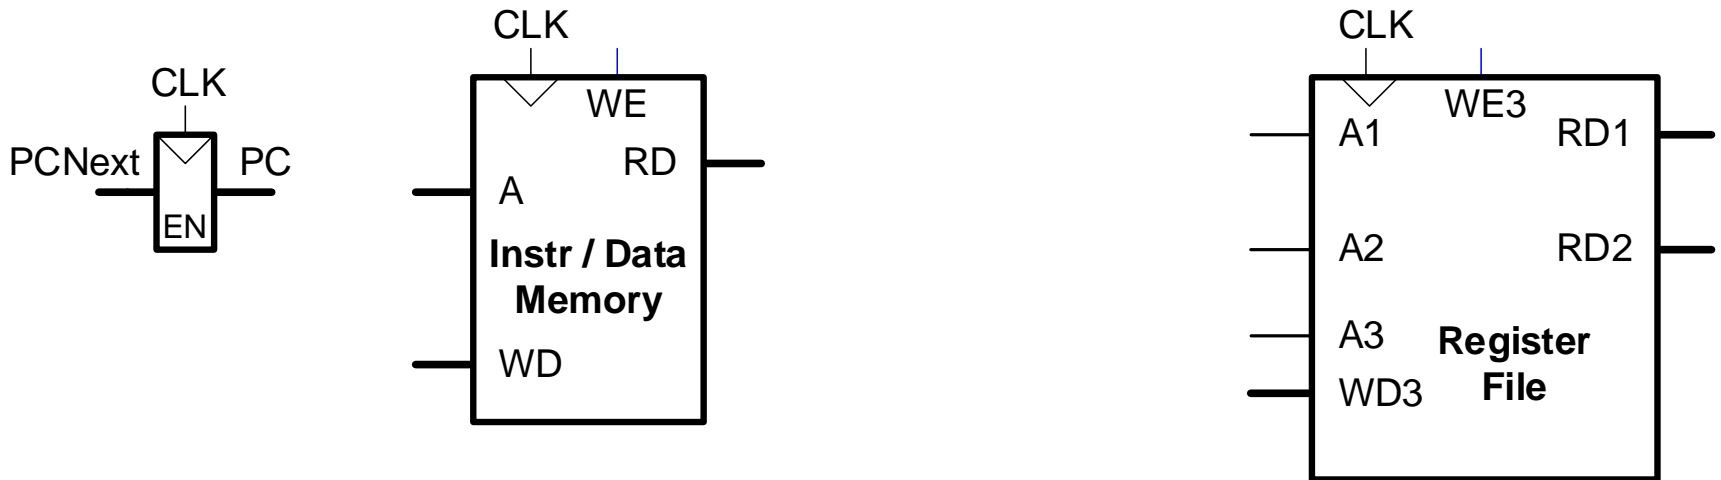 CLK
PCNext
PC
EN
CLK
WE
RD
A
Instr / Data
Memory
WD
CLK
WE3
A1
RD1
A2
RD2
A3
Register
File
WD3